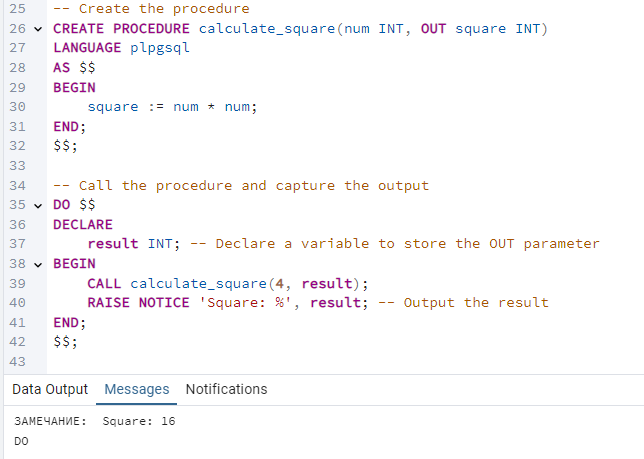 25 -- Create the procedure
26 CREATE PROCEDURE calculate_square(num INT, OUT square INT)
27 LANGUAGE plpgsql
28 AS $$
29 BEGIN
30     square := num * num;
31 END;
32 $$;
33
34 -- Call the procedure and capture the output
35 DO $$
36 DECLARE
37     result INT; -- Declare a variable to store the OUT parameter
38 BEGIN
39     CALL calculate_square(4, result);
40     RAISE NOTICE 'Square: %', result; -- Output the result
41 END;
42 $$;
43
Data Output Messages Notifications
ЗАМЕЧАНИЕ:  Square: 16
DO